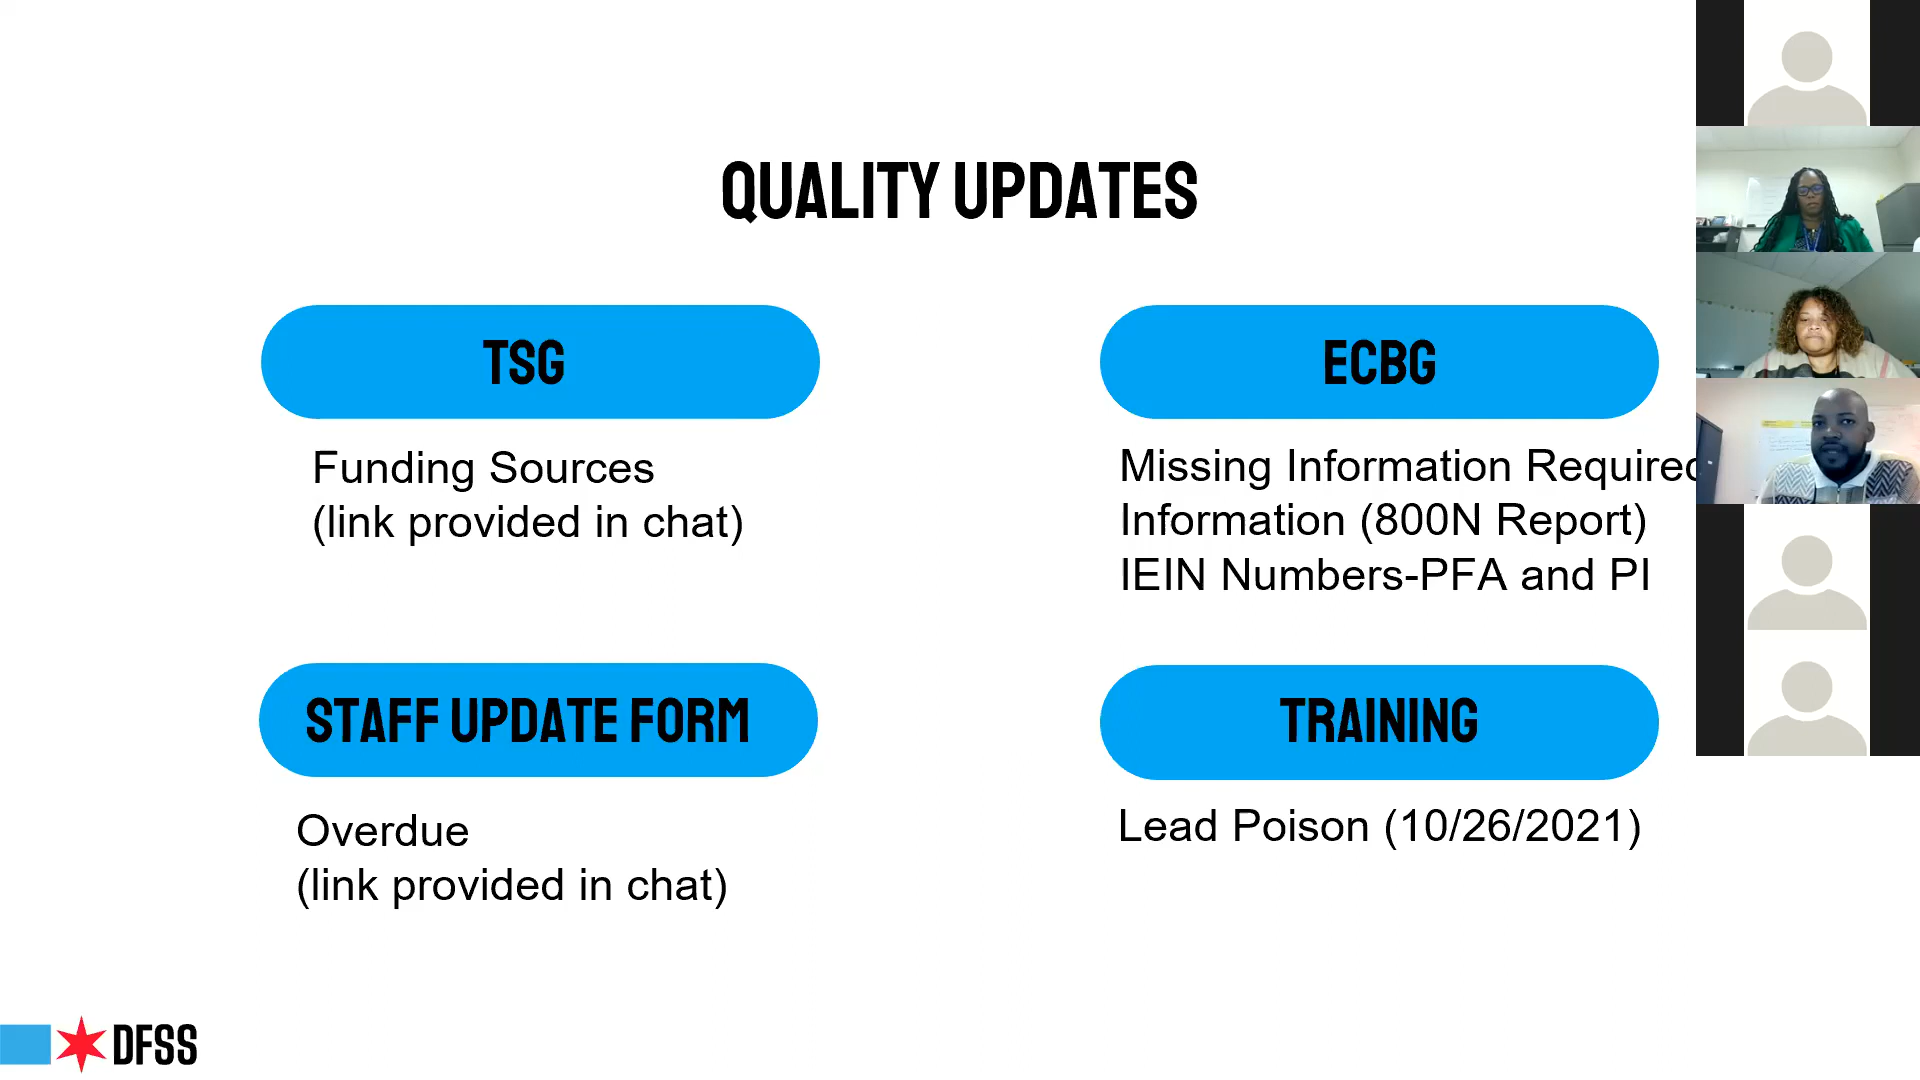 QUALITY UPDATES
TSG
Funding Sources
(link provided in chat)
ECBG
Missing Information Required
Information (800N Report)
IEIN Numbers-PFA and PI
STAFF UPDATE FORM
Overdue
(link provided in chat)
TRAINING
Lead Poison (10/26/2021)
DFSS